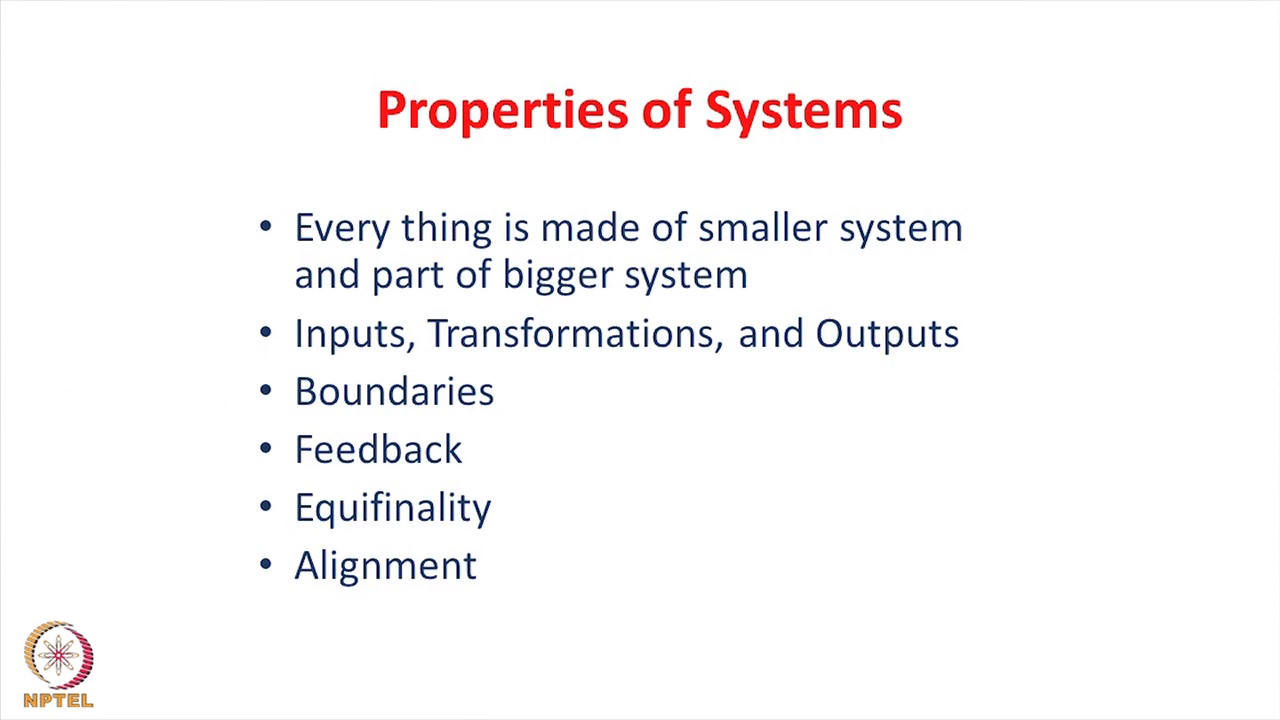 Properties of Systems
• Every thing is made of smaller system
and part of bigger system
• Inputs, Transformations, and Outputs
• Boundaries
• Feedback
• Equifinality
• Alignment
NPTEL